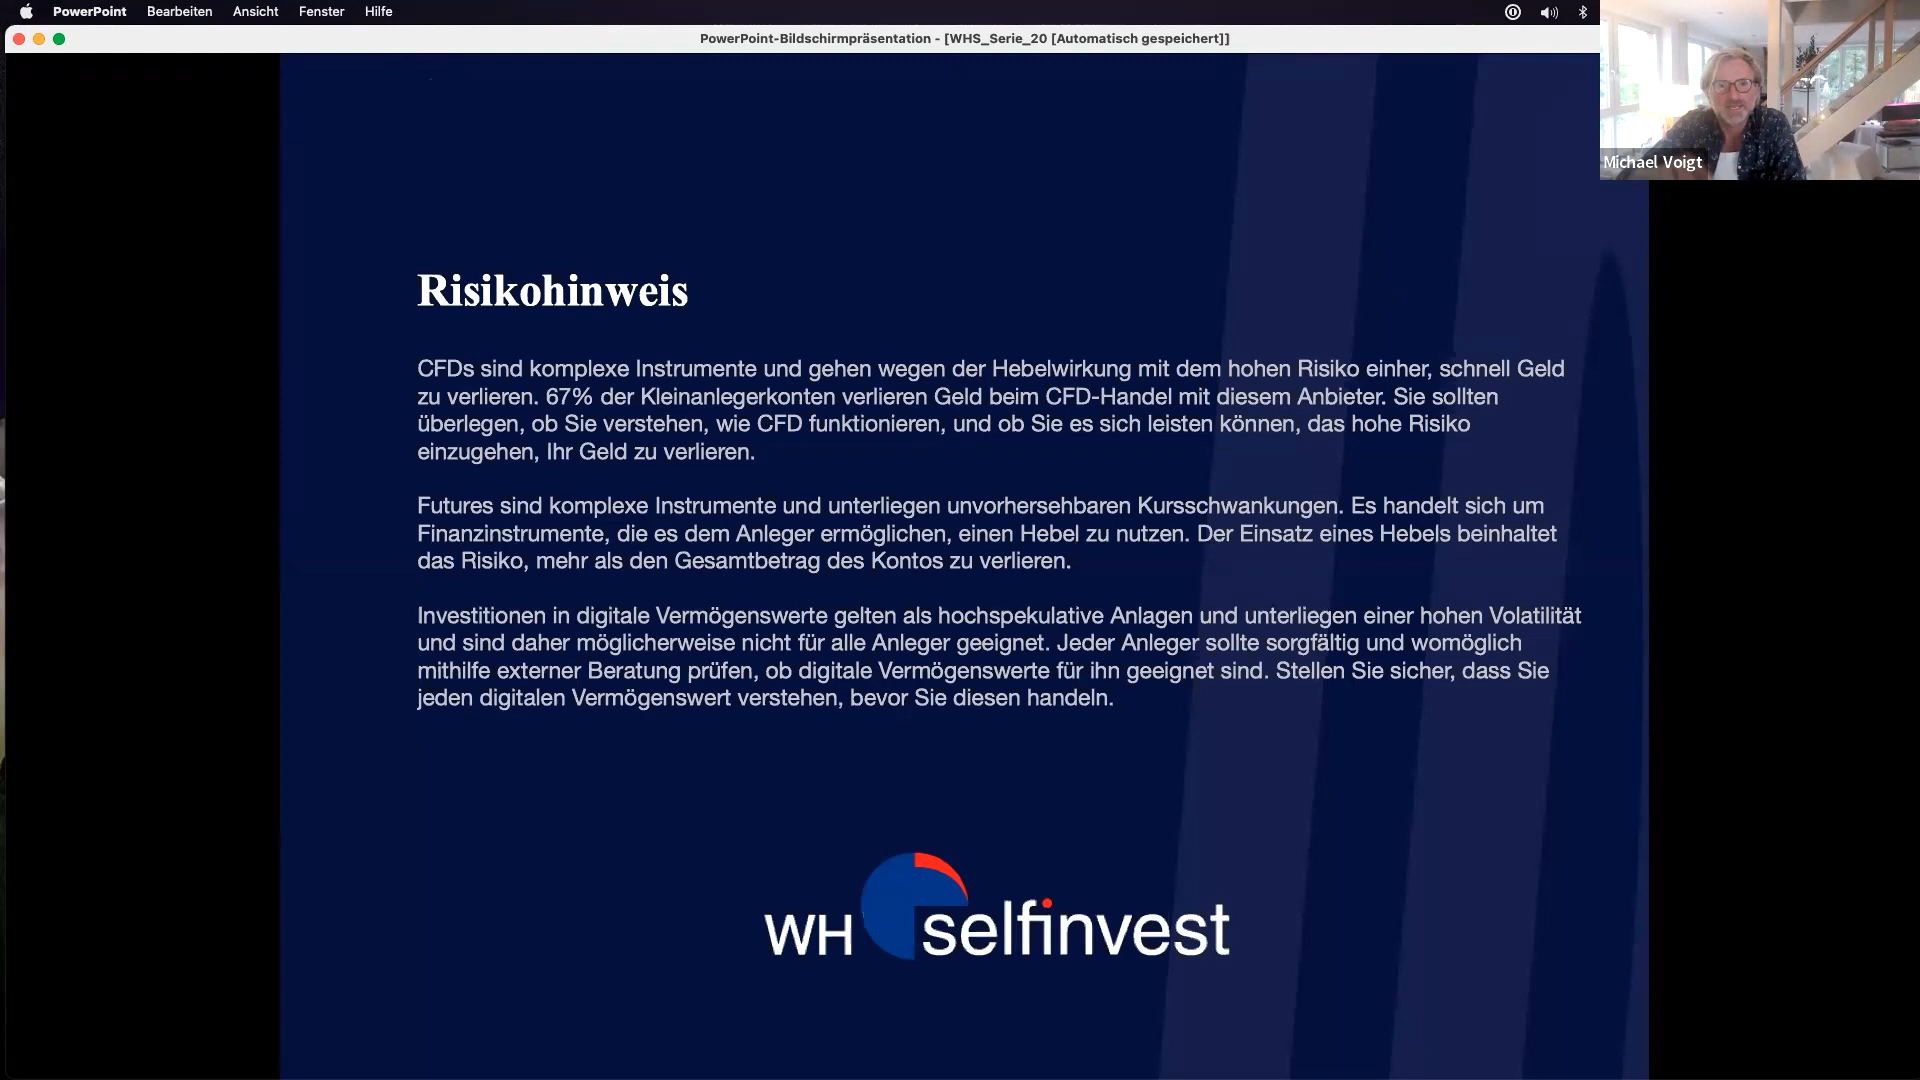 PowerPoint Bearbeiten Ansicht Fenster Hilfe
PowerPoint-Bildschirmpräsentation - [WHS_Serie_20 [Automatisch gespeichert]]
Michael Voigt
Risikohinweis
CFDs sind komplexe Instrumente und gehen wegen der Hebelwirkung mit dem hohen Risiko einher, schnell Geld
zu verlieren. 67% der Kleinanlegerkonten verlieren Geld beim CFD-Handel mit diesem Anbieter. Sie sollten
überlegen, ob Sie verstehen, wie CFD funktionieren, und ob Sie es sich leisten können, das hohe Risiko
einzugehen, Ihr Geld zu verlieren.
Futures sind komplexe Instrumente und unterliegen unvorhersehbaren Kursschwankungen. Es handelt sich um
Finanzinstrumente, die es dem Anleger ermöglichen, einen Hebel zu nutzen. Der Einsatz eines Hebels beinhaltet
das Risiko, mehr als den Gesamtbetrag des Kontos zu verlieren.
Investitionen in digitale Vermögenswerte gelten als hochspekulative Anlagen und unterliegen einer hohen Volatilität
und sind daher möglicherweise nicht für alle Anleger geeignet. Jeder Anleger sollte sorgfältig und womöglich
mithilfe externer Beratung prüfen, ob digitale Vermögenswerte für ihn geeignet sind. Stellen Sie sicher, dass Sie
jeden digitalen Vermögenswert verstehen, bevor Sie diesen handeln.
WH selfinvest